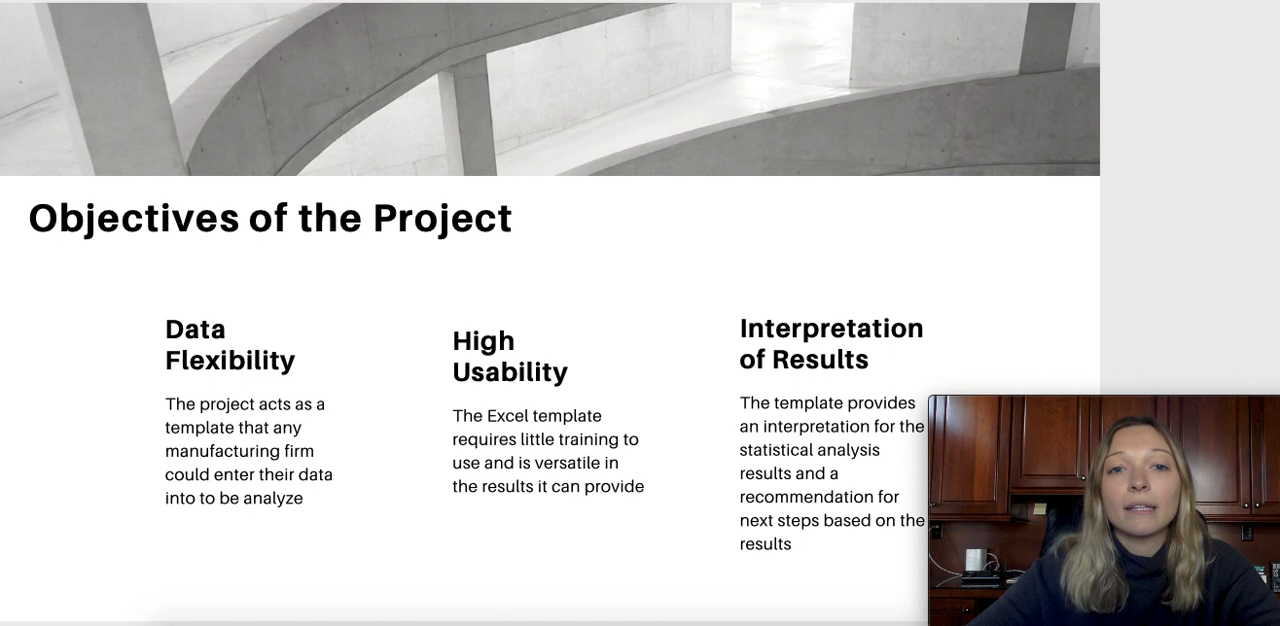 Objectives of the Project
Data
Flexibility
The project acts as a
template that any
manufacturing firm
could enter their data
into to be analyze
High
Usability
The Excel template
requires little training to
use and is versatile in
the results it can provide
Interpretation
of Results
The template provides
an interpretation for the
statistical analysis
results and a
recommendation for
next steps based on the
results